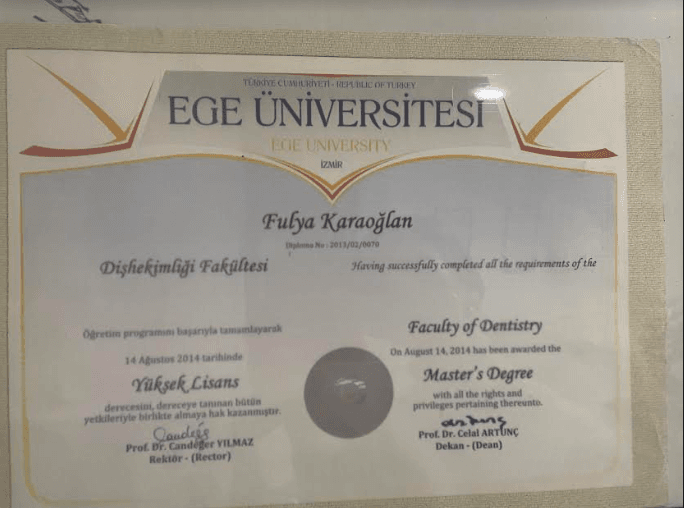 TÜRKİYE CUMHURİYETİ - REPUBLIC OF TURKEY
EGE ÜNİVERSİTESİ
EGE UNIVERSITY
İZMİR
Fulya Karaoğlan
Diploma No : 2015/02/0070
Dişhekimliği Fakültesi
Öğretim programını başarıyla tamamlayarak
14 Ağustos 2014 tarihinde
Yüksek Lisans
derecesini, dereceye tanınan bütün
yetkileriyle birlikte almaya hak kazanmıştır.
Candeğe
Prof. Dr. Candeğer YILMAZ
Rektör - (Rector)
Having successfully completed all the requirements of the
Faculty of Dentistry
On August 14, 2014 has been awarded the
Master's Degree
with all the rights and
privileges pertaining thereunto.
Prof. Dr. Celal ARTUNÇ
Dekan - (Dean)